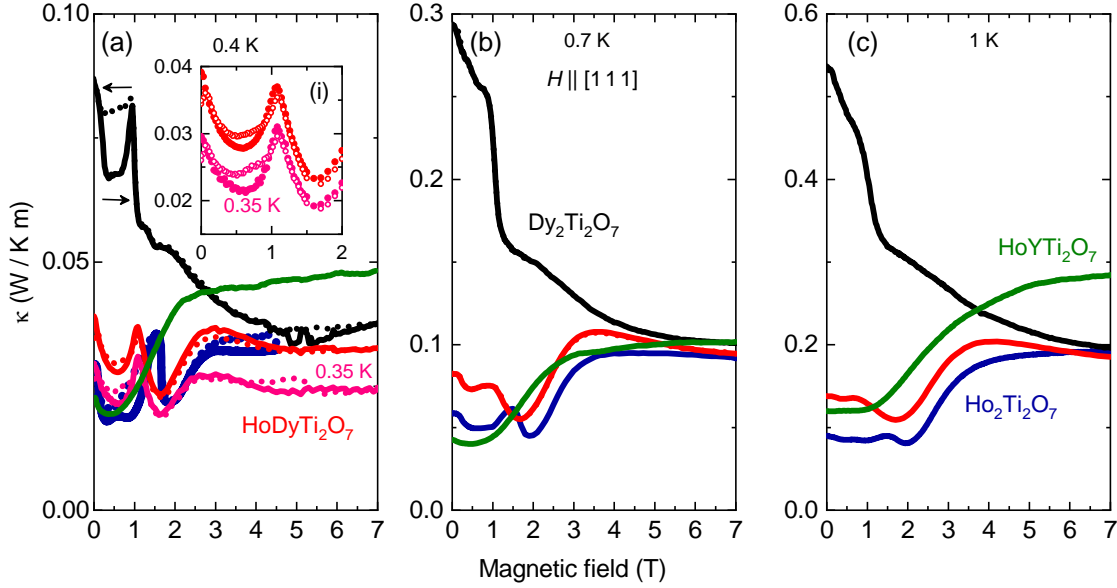 (a)
0.4 K
(i)
0.04
0.03
0.02
0.35 K
0
1
2
0.10
0.05
0.00
0.35 K
HoDyTi₂O₇
0
1
2
3
4
5
6
7
κ (W / K m)
(b)
0.7 K
H || [1 1 1]
Dy₂Ti₂O₇
0.3
0.2
0.1
0.0
0
1
2
3
4
5
6
7
Magnetic field (T)
(c)
1 K
HoYTi₂O₇
Ho₂Ti₂O₇
0.6
0.4
0.2
0.0
0
1
2
3
4
5
6
7